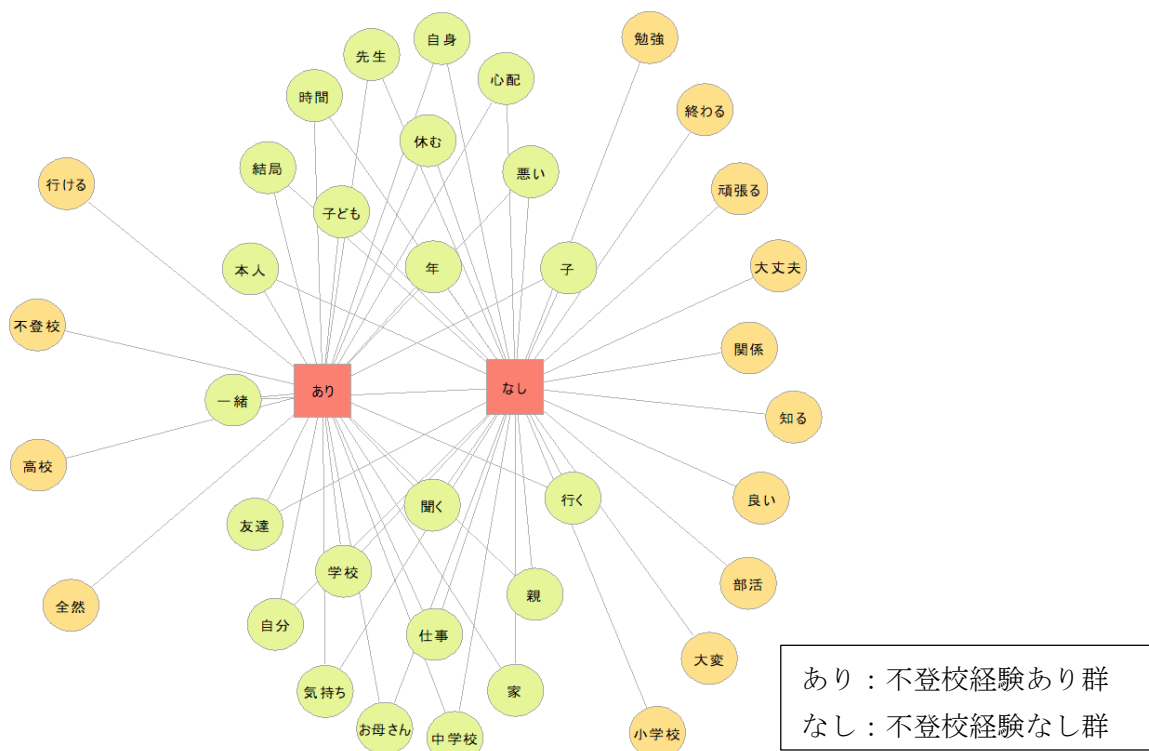 自身
勉強
先生
心配
時間
終わる
休む
結局
悪い
行ける
頑張る
子ども
本人
年
子
大丈夫
不登校
関係
あり
なし
一緒
知る
高校
聞く
行く
良い
友達
学校
部活
親
全然
自分
仕事
大変
気持ち
家
お母さん
中学校
小学校
あり：不登校経験あり群
なし：不登校経験なし群